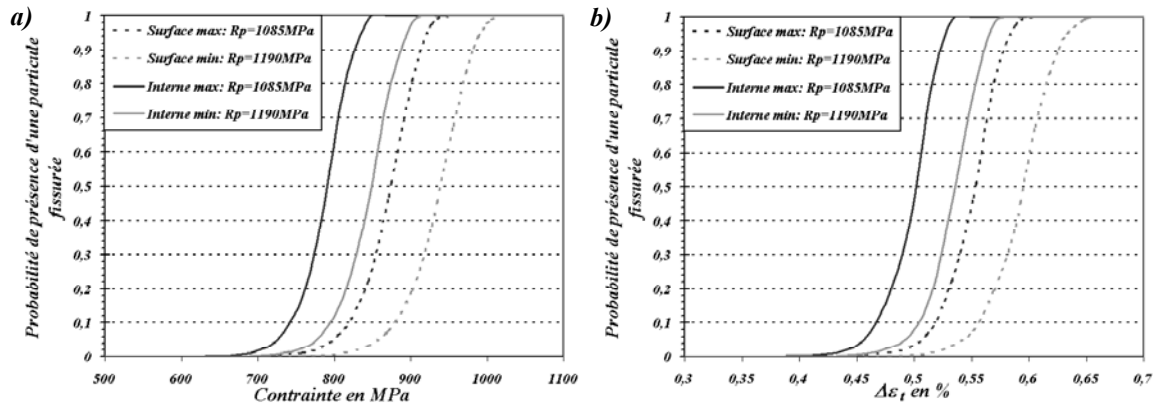 a)
Probabilité de présence d'une particule
fissurée
1
0,9
0,8
0,7
0,6
0,5
0,4
0,3
0,2
0,1
0
Surface max: Rp=1085MPa
Surface min: Rp=1190MPa
Interne max: Rp=1085MPa
Interne min: Rp=1190MPa
500 600 700 800 900 1000 1100
Contrainte en MPa
b)
Probabilité de présence d'une particule
fissurée
1
0,9
0,8
0,7
0,6
0,5
0,4
0,3
0,2
0,1
0
Surface max: Rp=1085MPa
Surface min: Rp=1190MPa
Interne max: Rp=1085MPa
Interne min: Rp=1190MPa
0,3 0,35 0,4 0,45 0,5 0,55 0,6 0,65 0,7
Δε t en %